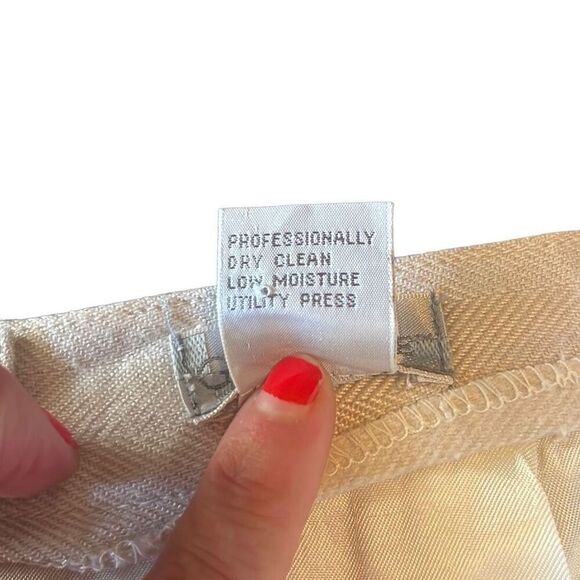 PROFESSIONALLY
DRY CLEAN
LOW MOISTURE
UTILITY PRESS